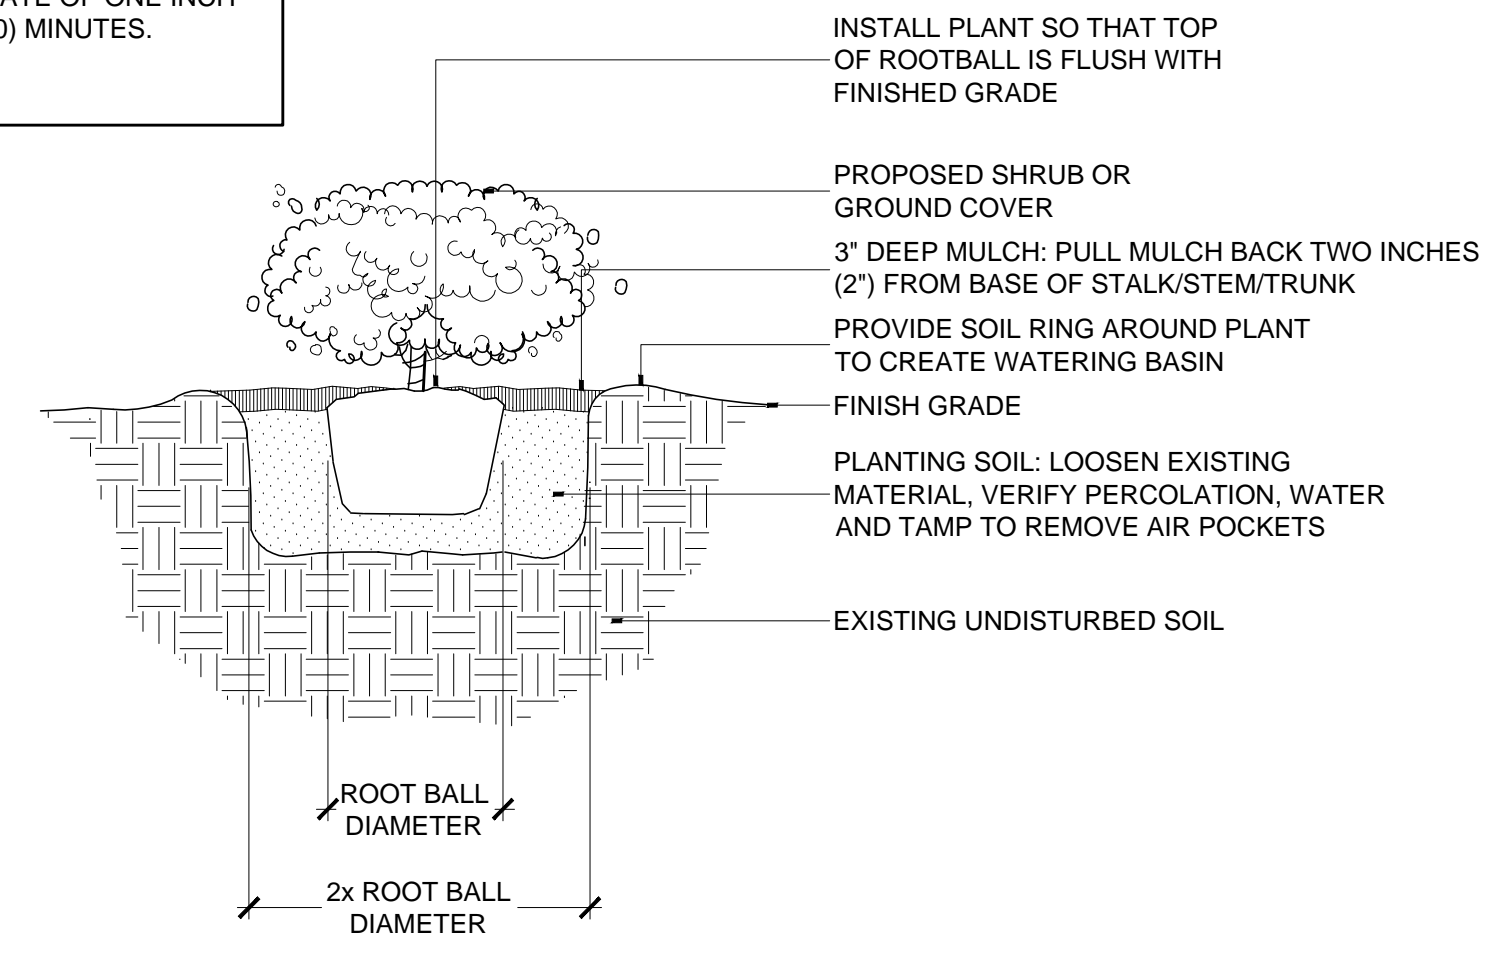 OF ONE INCH
MINUTES.
INSTALL PLANT SO THAT TOP
OF ROOTBALL IS FLUSH WITH
FINISHED GRADE
PROPOSED SHRUB OR
GROUND COVER
3" DEEP MULCH: PULL MULCH BACK TWO INCHES
(2") FROM BASE OF STALK/STEM/TRUNK
PROVIDE SOIL RING AROUND PLANT
TO CREATE WATERING BASIN
FINISH GRADE
PLANTING SOIL: LOOSEN EXISTING
MATERIAL, VERIFY PERCOLATION, WATER
AND TAMP TO REMOVE AIR POCKETS
EXISTING UNDISTURBED SOIL
ROOT BALL
DIAMETER
2x ROOT BALL
DIAMETER